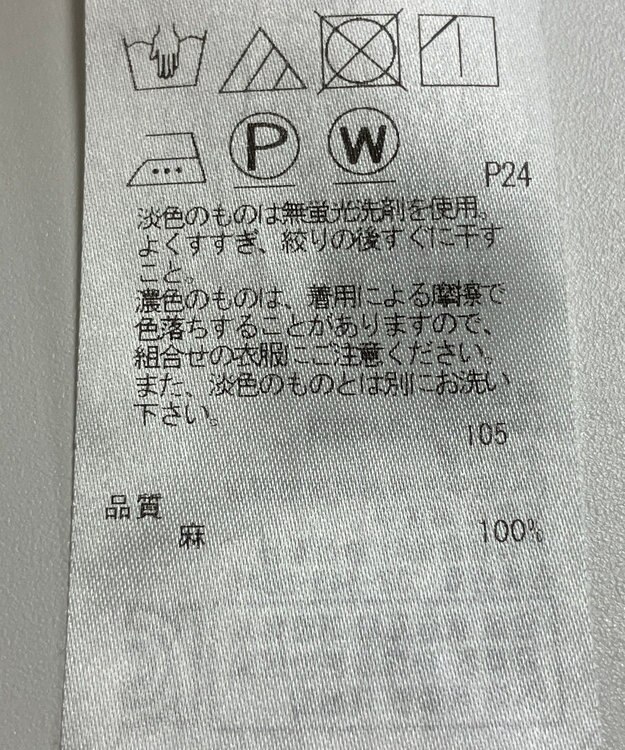 P W
P24
淡色のものは無蛍光洗剤を使用。
よくすすぎ、絞りの後すぐに干す
こと。
濃色のものは、着用による摩擦で
色落ちすることがありますので、
組合せの衣服にご注意ください。
また、淡色のものとは別にお洗い
下さい。
105
品質
麻 100%